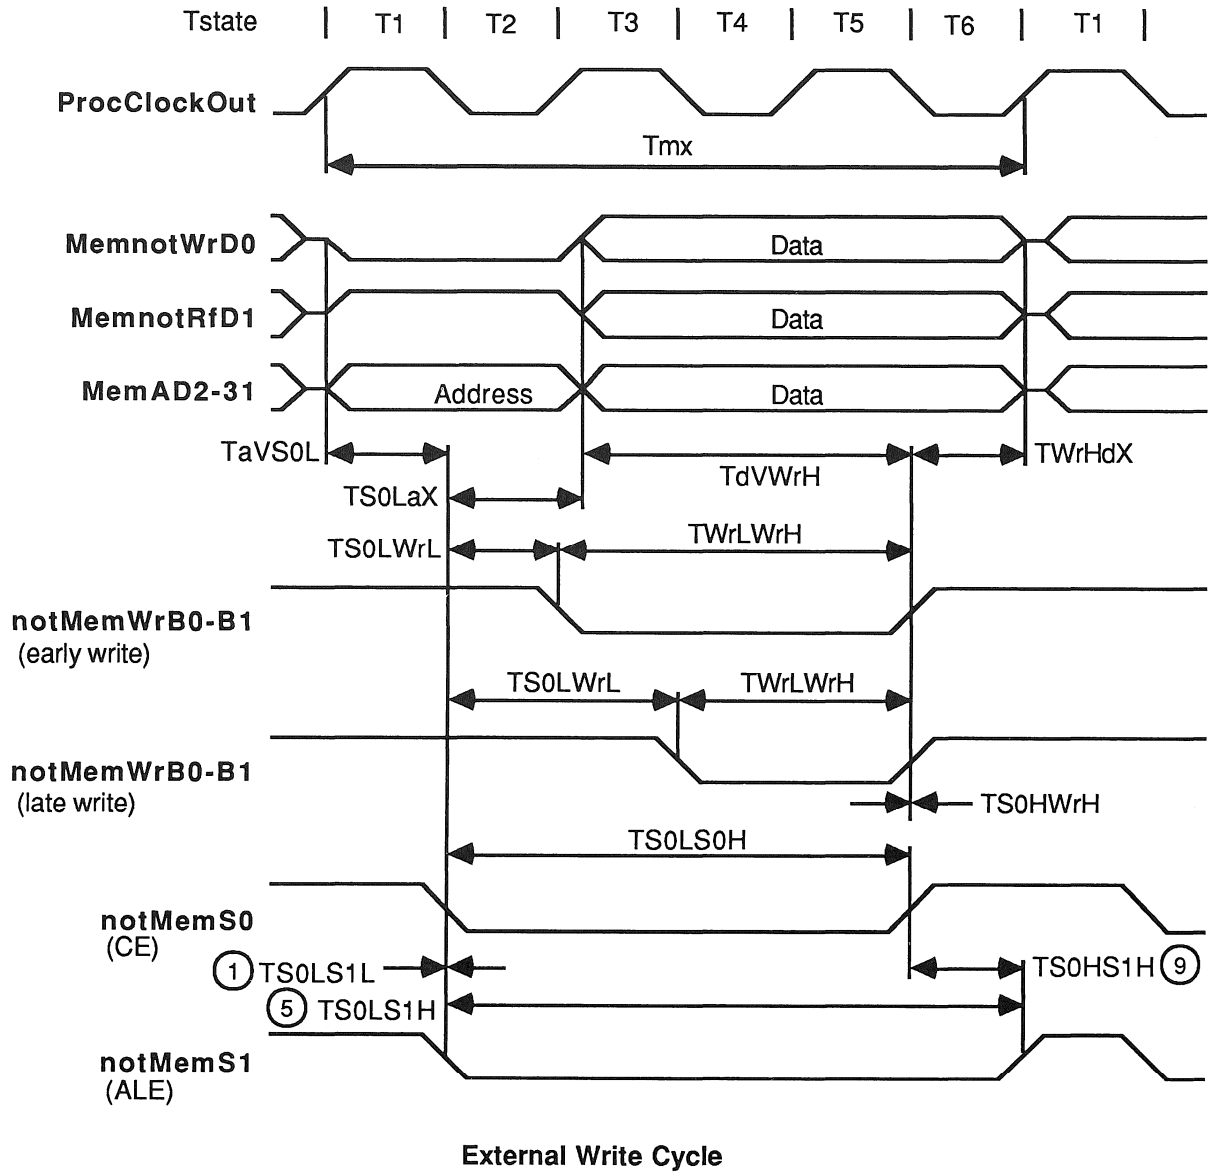 Tstate | T1 | T2 | T3 | T4 | T5 | T6 | T1 |
ProcClockOut
Tmx
MemnotWrD0
Data
MemnotRfD1
Data
MemAD2-31
Address
Data
TaVS0L
TdVWrH
TWrHdX
TS0LaX
TS0LWrL
TWrLWrH
notMemWrB0-B1
(early write)
TS0LWrL
TWrLWrH
notMemWrB0-B1
(late write)
TS0HWrH
TS0LS0H
notMemS0
(CE)
1 TS0LS1L
TS0HS1H 9
5 TS0LS1H
notMemS1
(ALE)
External Write Cycle